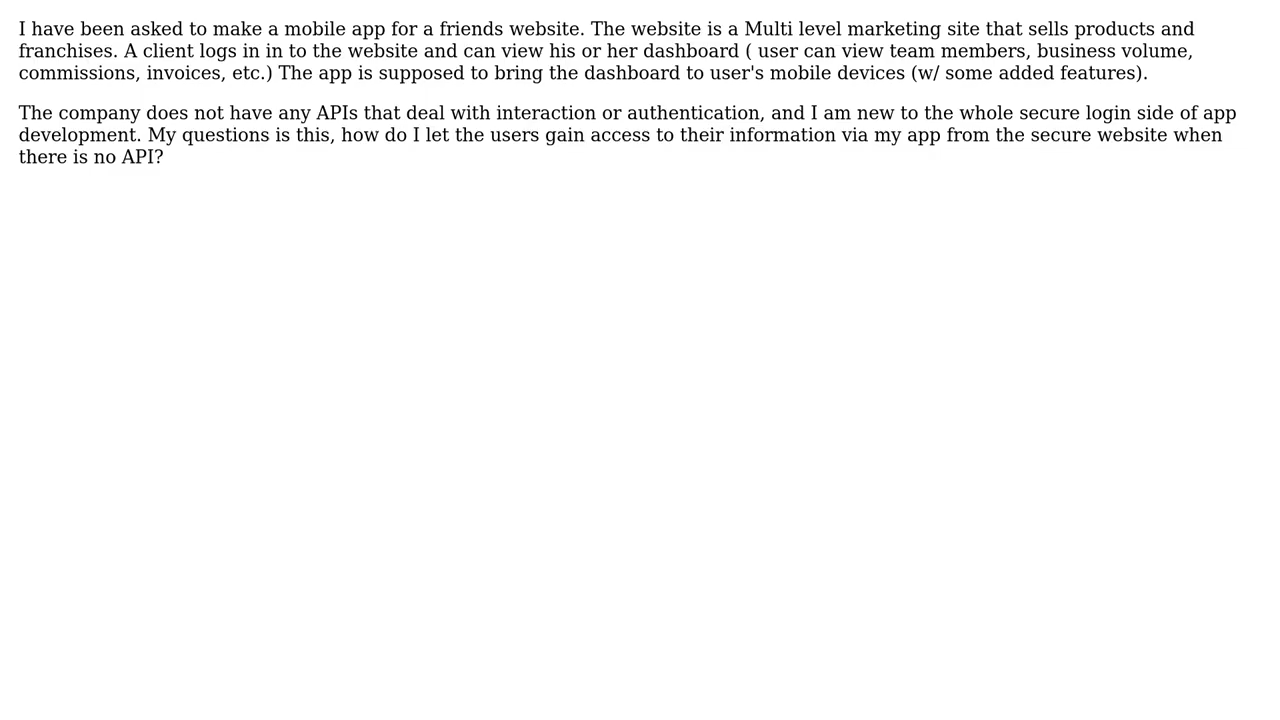 I have been asked to make a mobile app for a friends website. The website is a Multi level marketing site that sells products and
franchises. A client logs in in to the website and can view his or her dashboard ( user can view team members, business volume,
commissions, invoices, etc.) The app is supposed to bring the dashboard to user's mobile devices (w/ some added features).
The company does not have any APIs that deal with interaction or authentication, and I am new to the whole secure login side of app
development. My questions is this, how do I let the users gain access to their information via my app from the secure website when
there is no API?